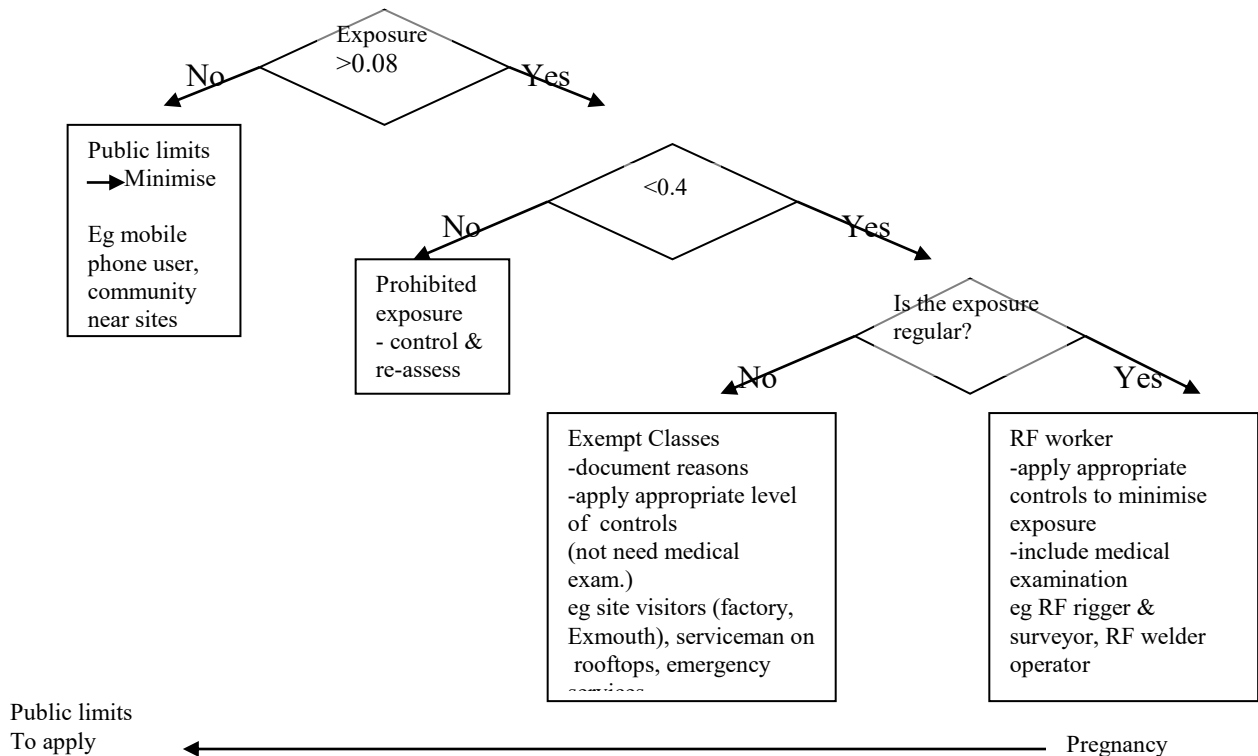 Exposure
>0.08
No
Yes
Public limits
Minimise
Eg mobile
phone user,
community
near sites
<0.4
No
Yes
Prohibited
exposure
- control &
re-assess
Is the exposure
regular?
No
Yes
Exempt Classes
-document reasons
-apply appropriate level
of controls
(not need medical
exam.)
eg site visitors (factory,
Exmouth), serviceman on
rooftops, emergency
RF worker
-apply appropriate
controls to minimise
exposure
-include medical
examination
eg RF rigger &
surveyor, RF welder
operator
Public limits
To apply
Pregnancy